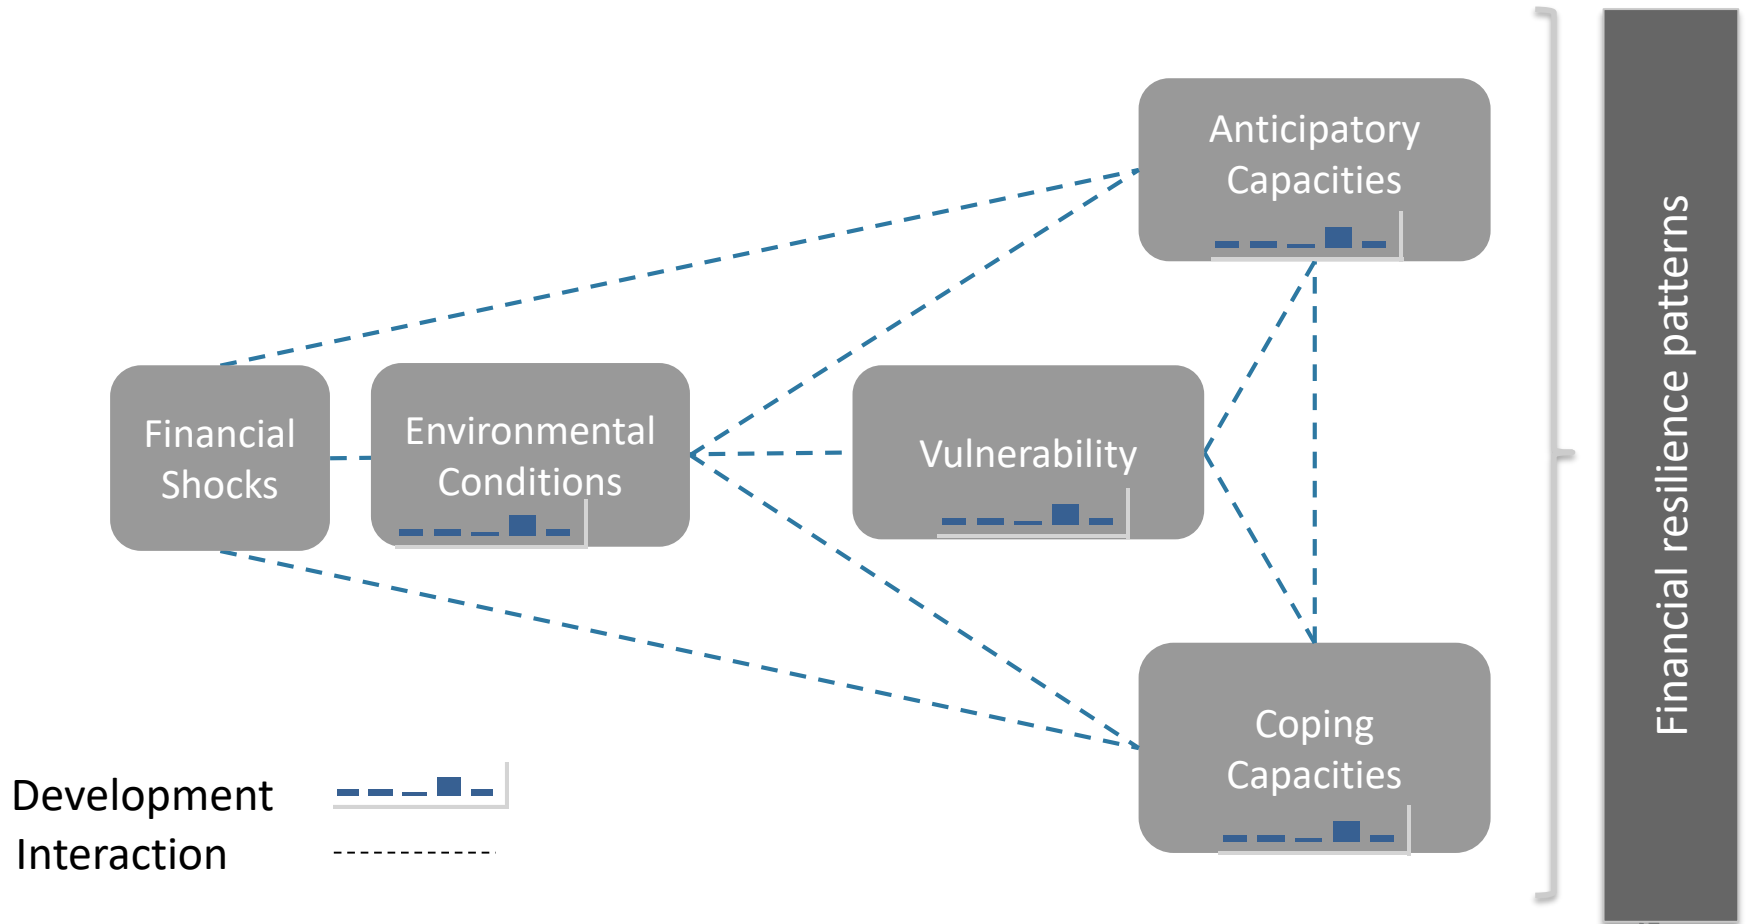 Anticipatory
Capacities
Financial
Shocks
Environmental
Conditions
Vulnerability
Coping
Capacities
Financial resilience patterns
Development
Interaction